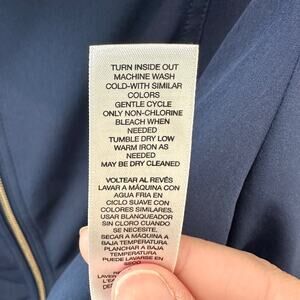 TURN INSIDE OUT
MACHINE WASH
COLD-WITH SIMILAR
COLORS
GENTLE CYCLE
ONLY NON-CHLORINE
BLEACH WHEN
NEEDED
TUMBLE DRY LOW
WARM IRON AS
NEEDED
MAY BE DRY CLEANED
VOLTEAR AL REVÉS
LAVAR A MÁQUINA CON
AGUA FRIA EN
CICLO SUAVE CON
COLORES SIMILARES.
USAR BLANQUEADOR
SIN CLORO CUANDO
SE NECESITE.
SECAR A MÁQUINA A
BAJA TEMPERATURA.
PLANCHAR A BAJA
TEMPERATURA.
PUEDE LAVARSE EN